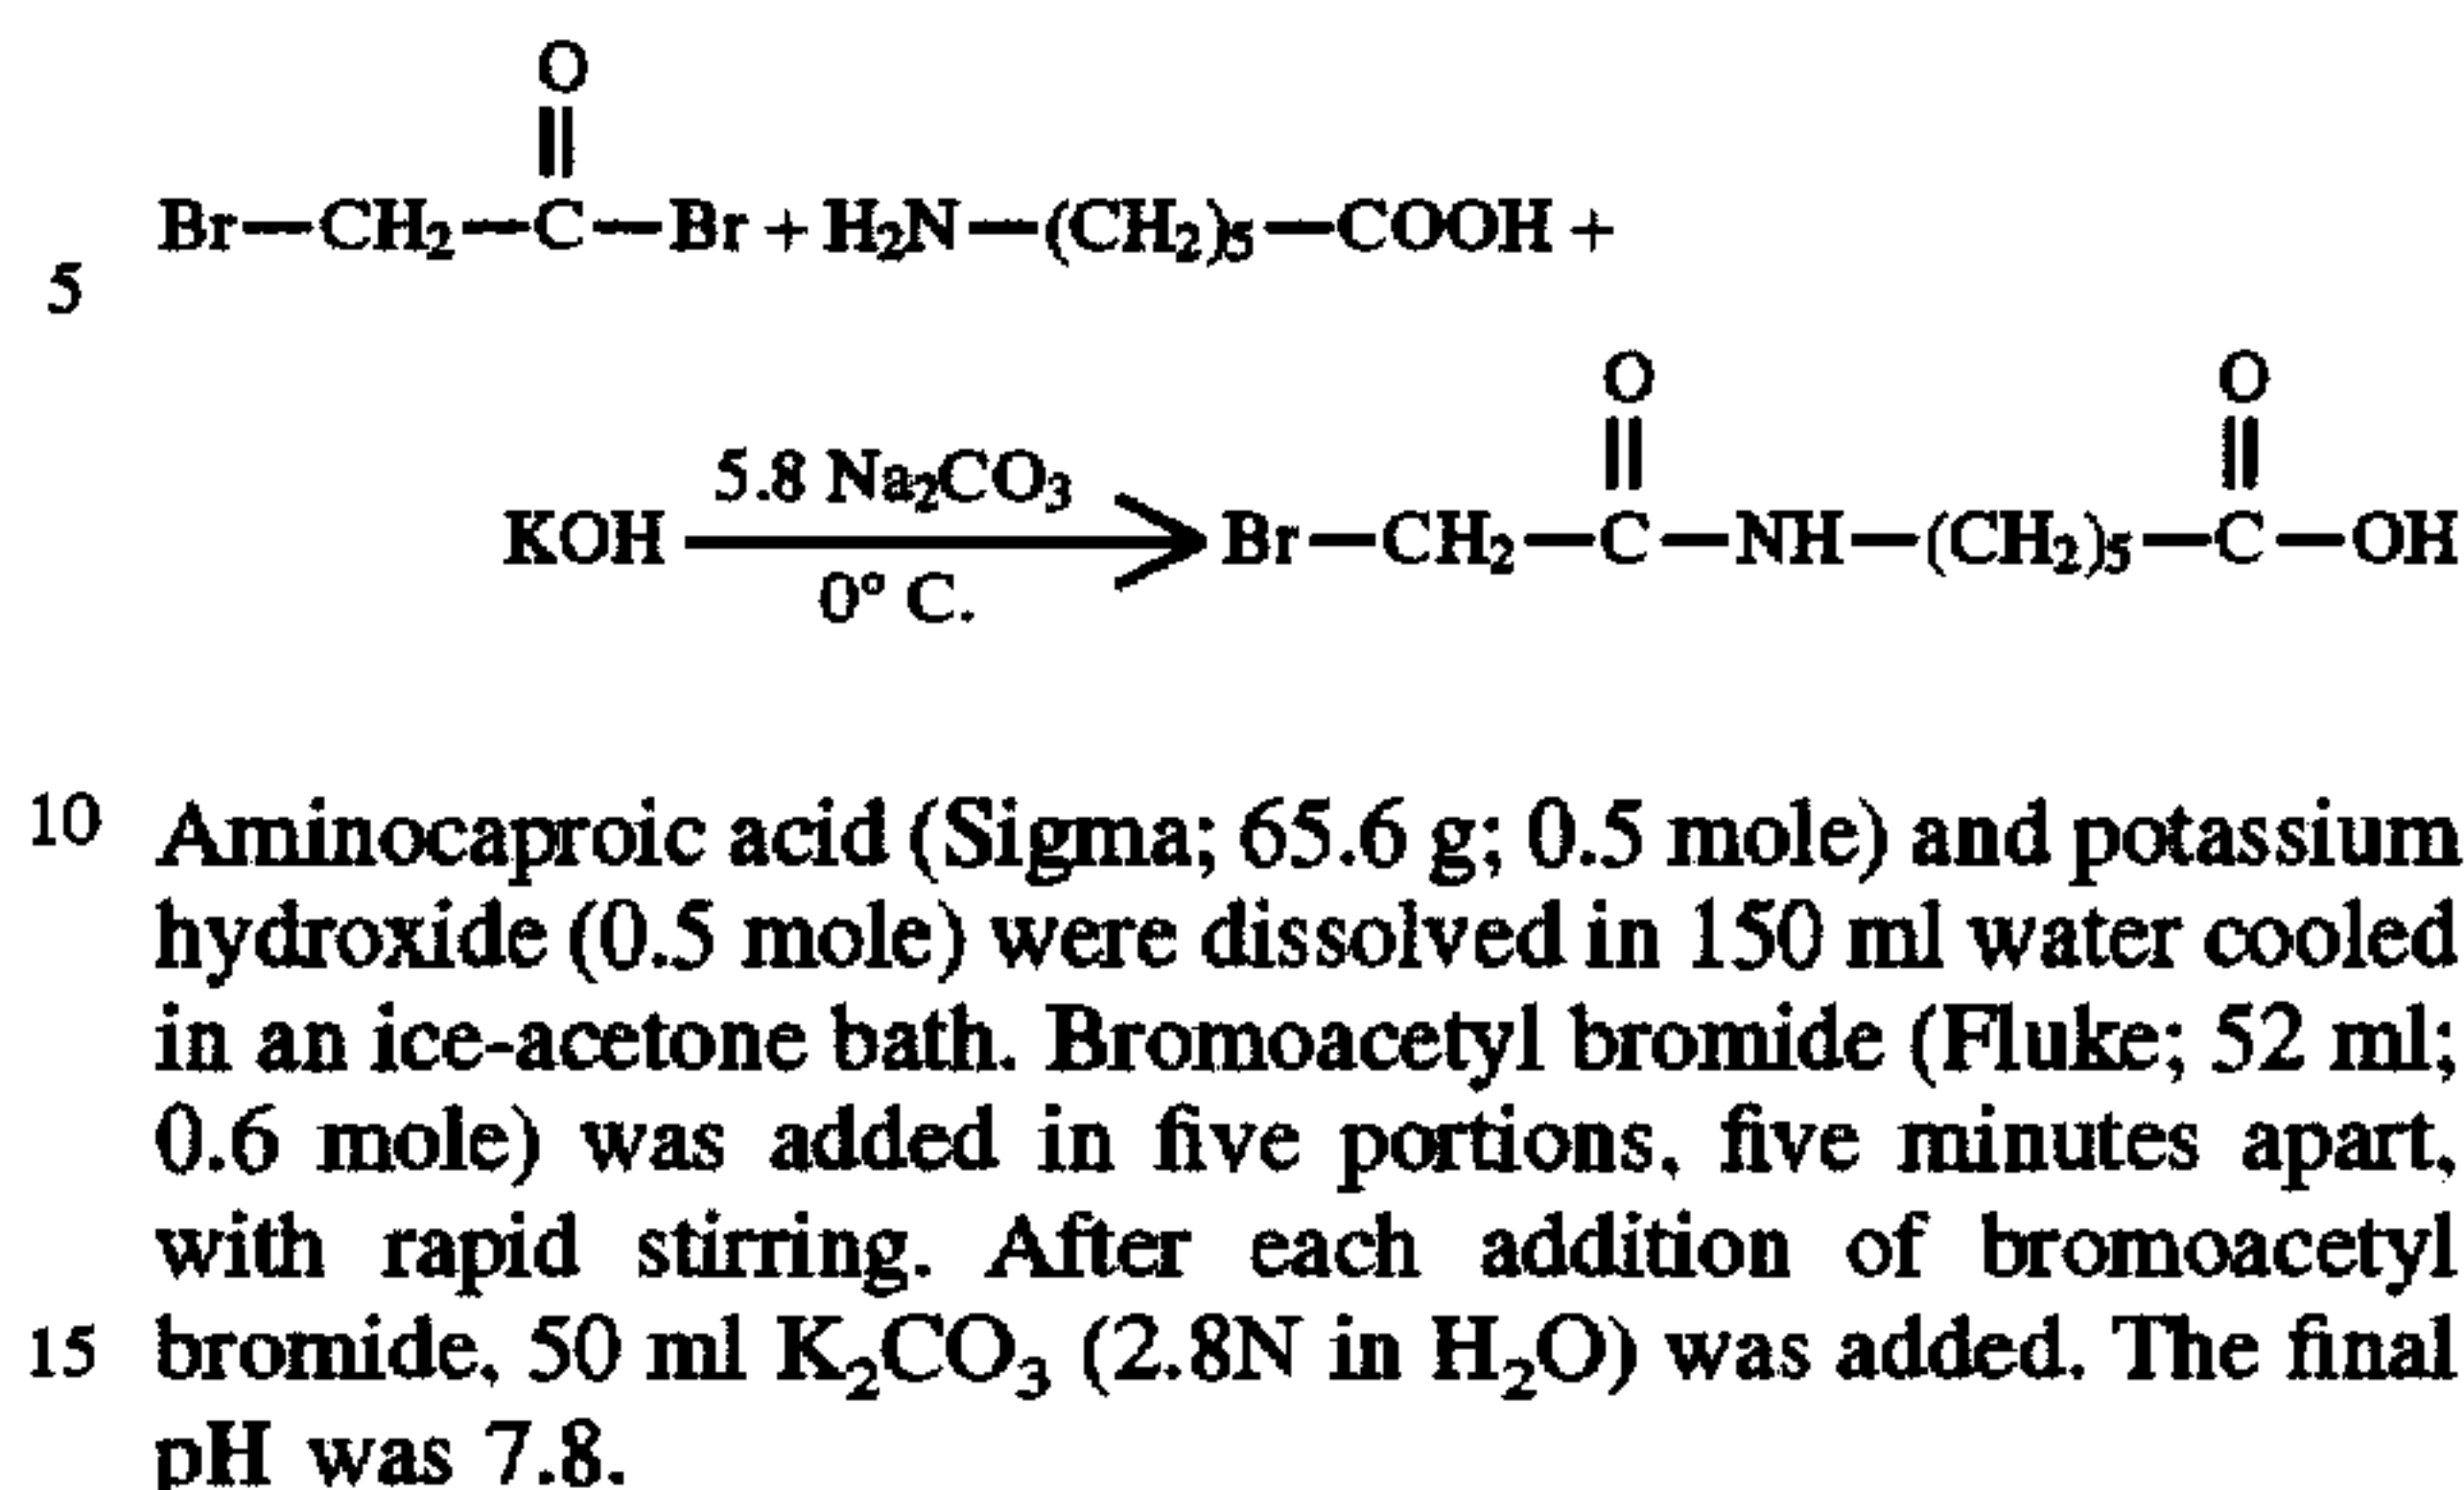 O
Br—CH₂—C—Br + H₂N—(CH₂)₅—COOH +
5
O O
5.8 Na₂CO₃
KOH Br—CH₂—C—NH—(CH₂)₅—C—OH
0° C.
10 Aminocaproic acid (Sigma; 65.6 g; 0.5 mole) and potassium
hydroxide (0.5 mole) were dissolved in 150 ml water cooled
in an ice-acetone bath. Bromoacetyl bromide (Fluke; 52 ml;
0.6 mole) was added in five portions, five minutes apart,
with rapid stirring. After each addition of bromoacetyl
15 bromide, 50 ml K₂CO₃ (2.8N in H₂O) was added. The final
pH was 7.8.